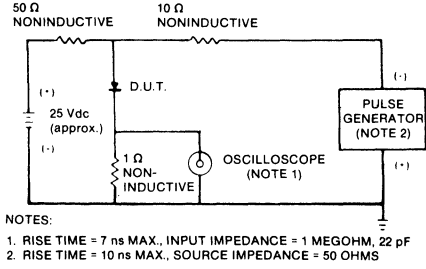 50 Ω
NONINDUCTIVE
10 Ω
NONINDUCTIVE
(+)
25 Vdc
(approx.)
(-)
D.U.T.
(-)
PULSE
GENERATOR
(NOTE 2)
(+)
1 Ω
NON-
INDUCTIVE
OSCILLOSCOPE
(NOTE 1)
NOTES:
1. RISE TIME = 7 ns MAX., INPUT IMPEDANCE = 1 MEGOHM, 22 pF
2. RISE TIME = 10 ns MAX., SOURCE IMPEDANCE = 50 OHMS